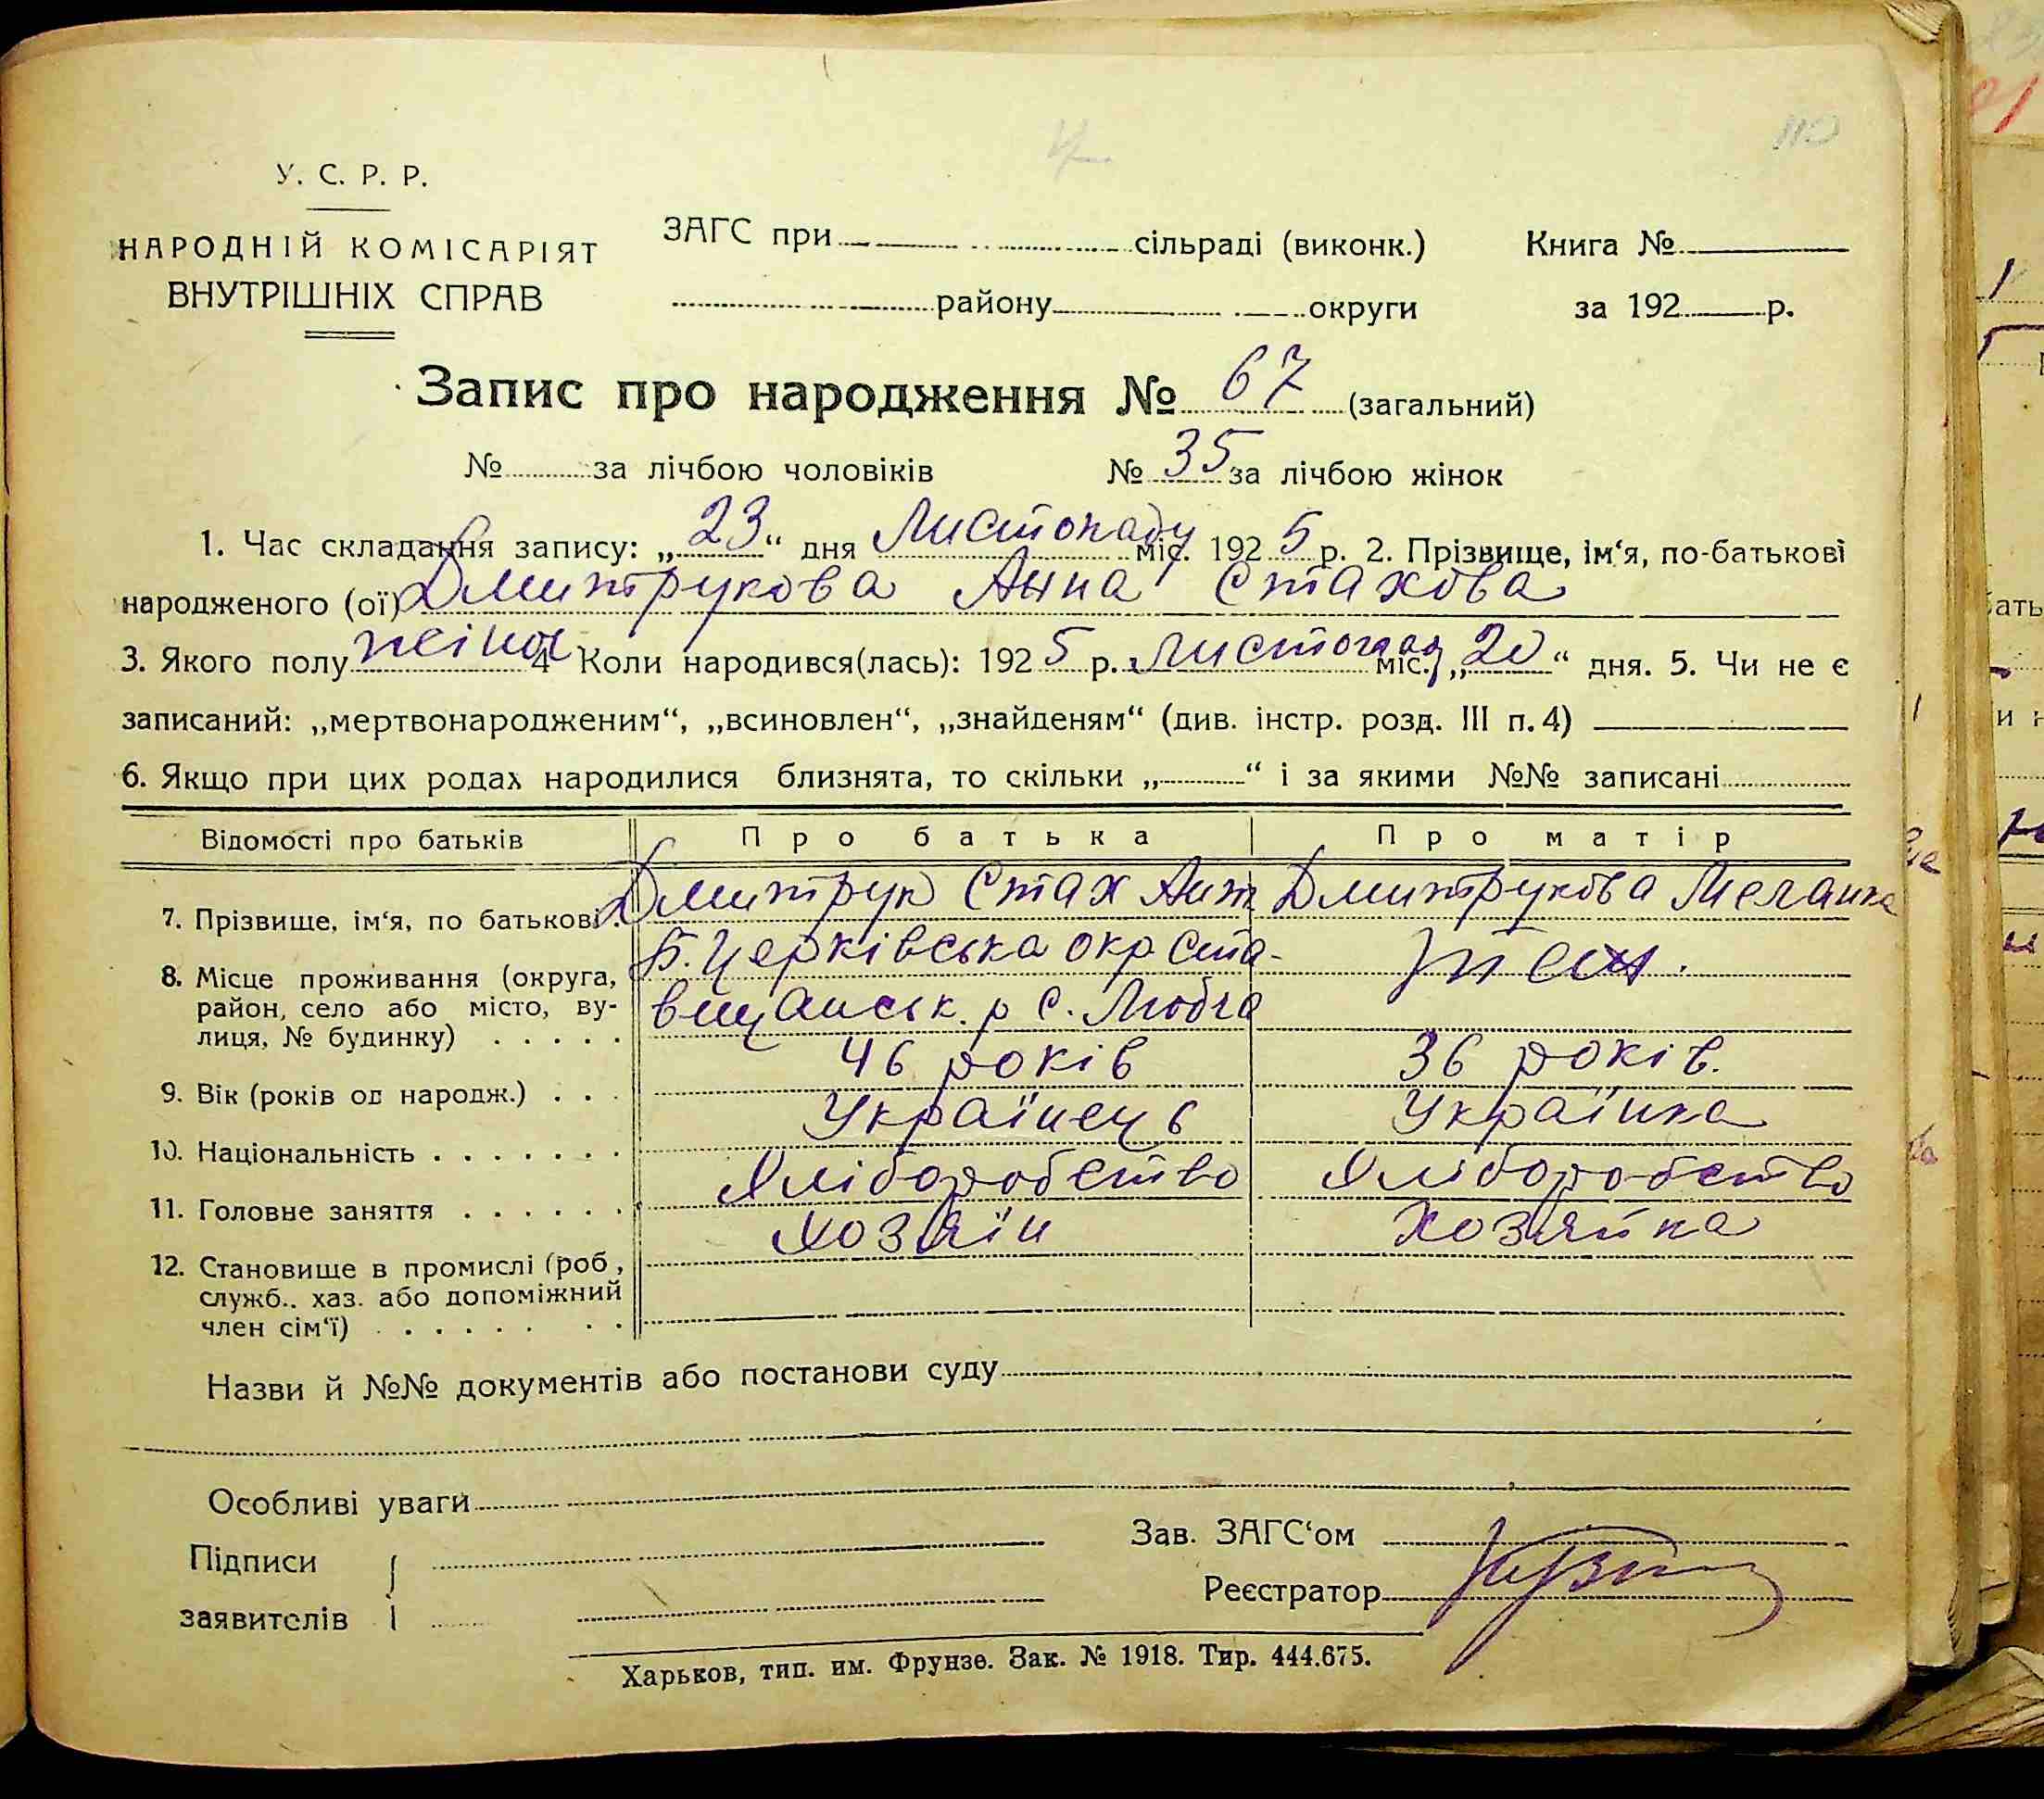 110
У. С. Р. Р.
НАРОДНІЙ КОМІСАРІЯТ
ВНУТРІШНІХ СПРАВ
ЗАГС при сільраді (виконк.) Книга №
району округи за 192 р.
Запис про народження № 67 (загальний)
№ за лічбою чоловіків № 35 за лічбою жінок
1. Час складання запису: „23“ дня Листопаду міс. 1925 р. 2. Прізвище, ім‘я, по-батькові
народженого (ої) Дмитрукова Анна Стахова
3. Якого полу жіноч 4 Коли народився(лась): 1925 р. Листопад міс. „20“ дня. 5. Чи не є
записаний: „мертвонародженим“, „всиновлен“, „знайденям“ (див. інстр. розд. III п. 4)
6. Якщо при цих родах народилися близнята, то скільки „ “ і за якими №№ записані
Відомості про батьків Про батька Про матір
7. Прізвище, ім‘я, по батькові. Дмитрук Стах Ант Дмитрукова Меланка
8. Місце проживання (округа, Б. Церківська окр. Ста-
район, село або місто, ву- вищанськ. р с.
лиця, № будинку) . . . . .
9. Вік (років од народж.) . . . 46 років 36 років.
10. Національність . . . . . . . Українець Українка
11. Головне заняття . . . . . . Хліборобство Хліборобство
12. Становище в промислі (роб, Хозяїн Хозяйка
служб.. хаз. або допоміжний
член сім‘ї) . . . . . . . .
Назви й №№ документів або постанови суду
Особливі уваги
Підписи
заявителів
Зав. ЗАГС‘ом
Реєстратор
Харьков, тип. им. Фрунзе. Зак. № 1918. Тир. 444.675.